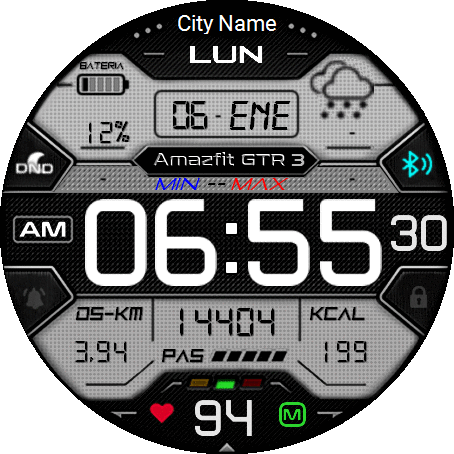 City Name
LUN
BATERIA
06-ENE
12%
-
Amazfit GTR 3
DND
- MIN -- MAX -
AM 06:55 30
DS-KM 14404 KCAL
3.94 PAS 199
94 M